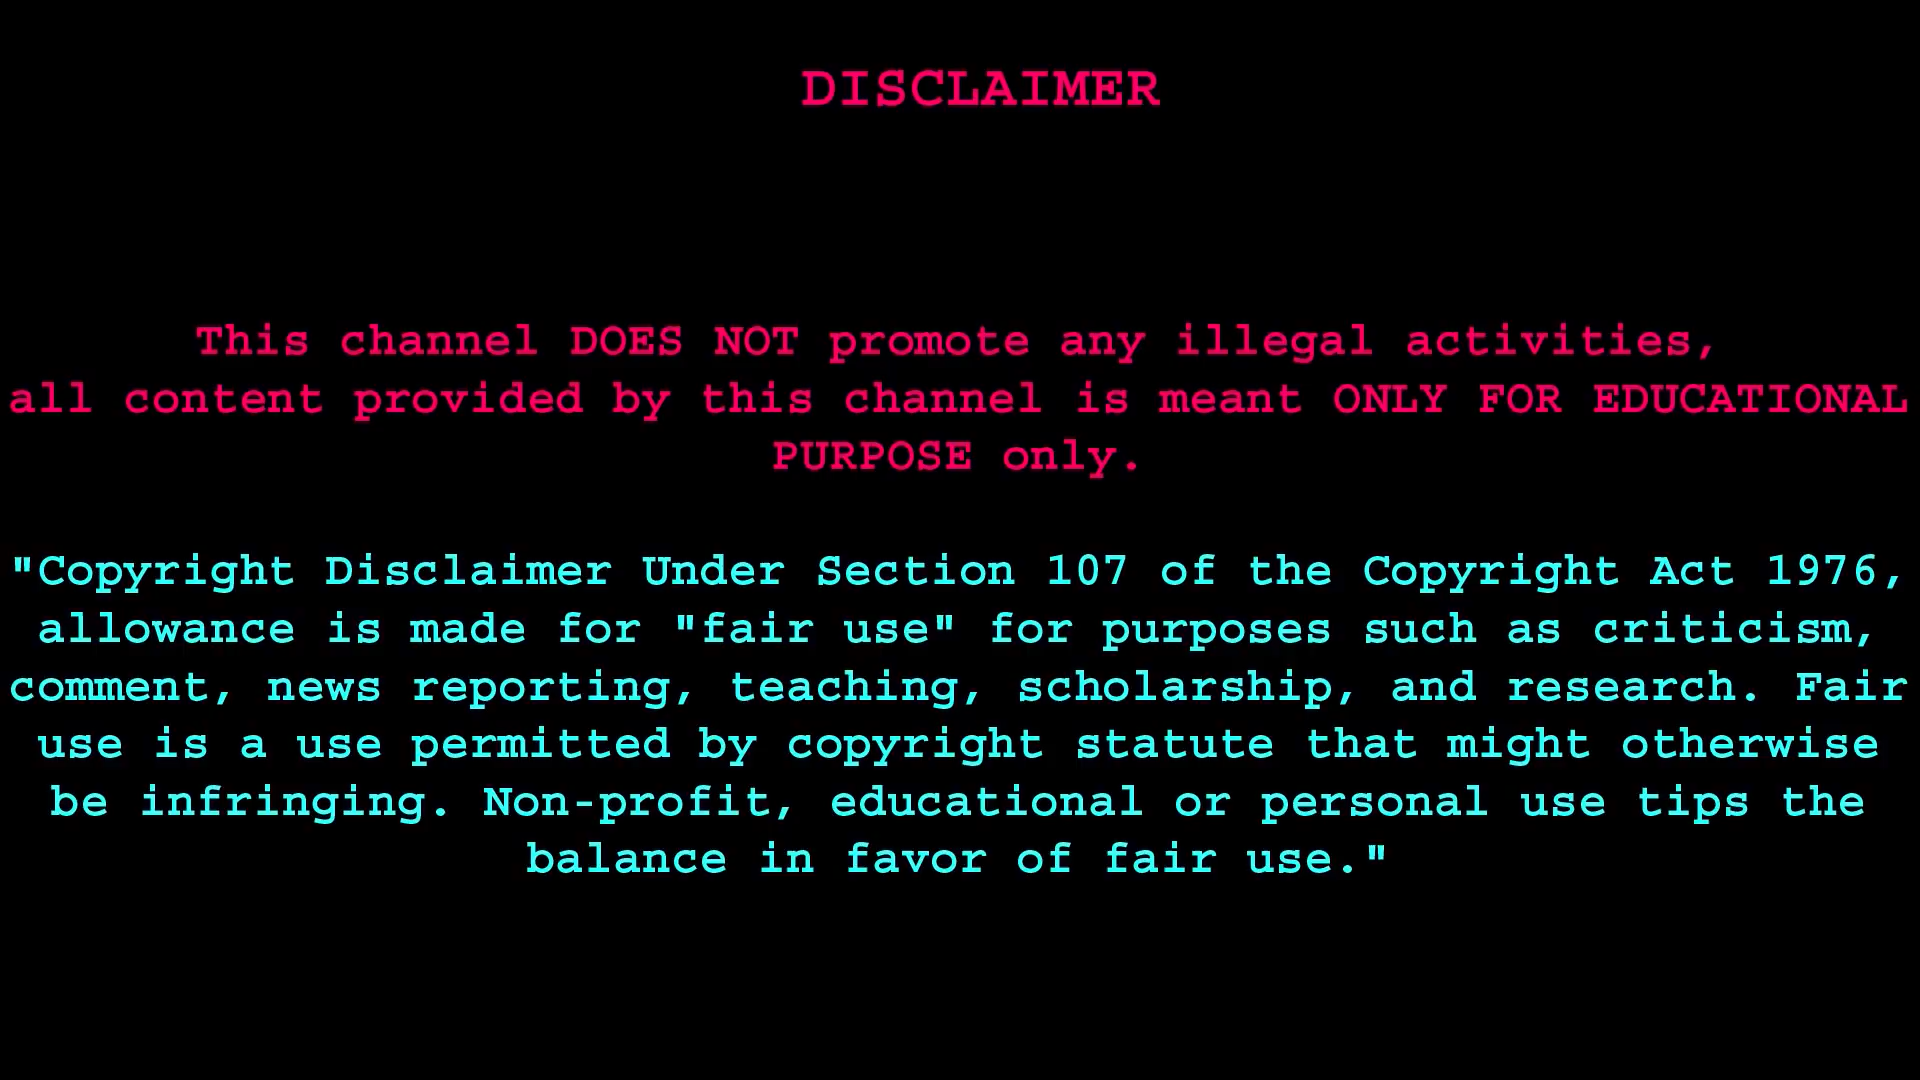 DISCLAIMER
This channel DOES NOT promote any illegal activities,
all content provided by this channel is meant ONLY FOR EDUCATIONAL
PURPOSE only.
"Copyright Disclaimer Under Section 107 of the Copyright Act 1976,
allowance is made for "fair use" for purposes such as criticism,
comment, news reporting, teaching, scholarship, and research. Fair
use is a use permitted by copyright statute that might otherwise
be infringing. Non-profit, educational or personal use tips the
balance in favor of fair use."